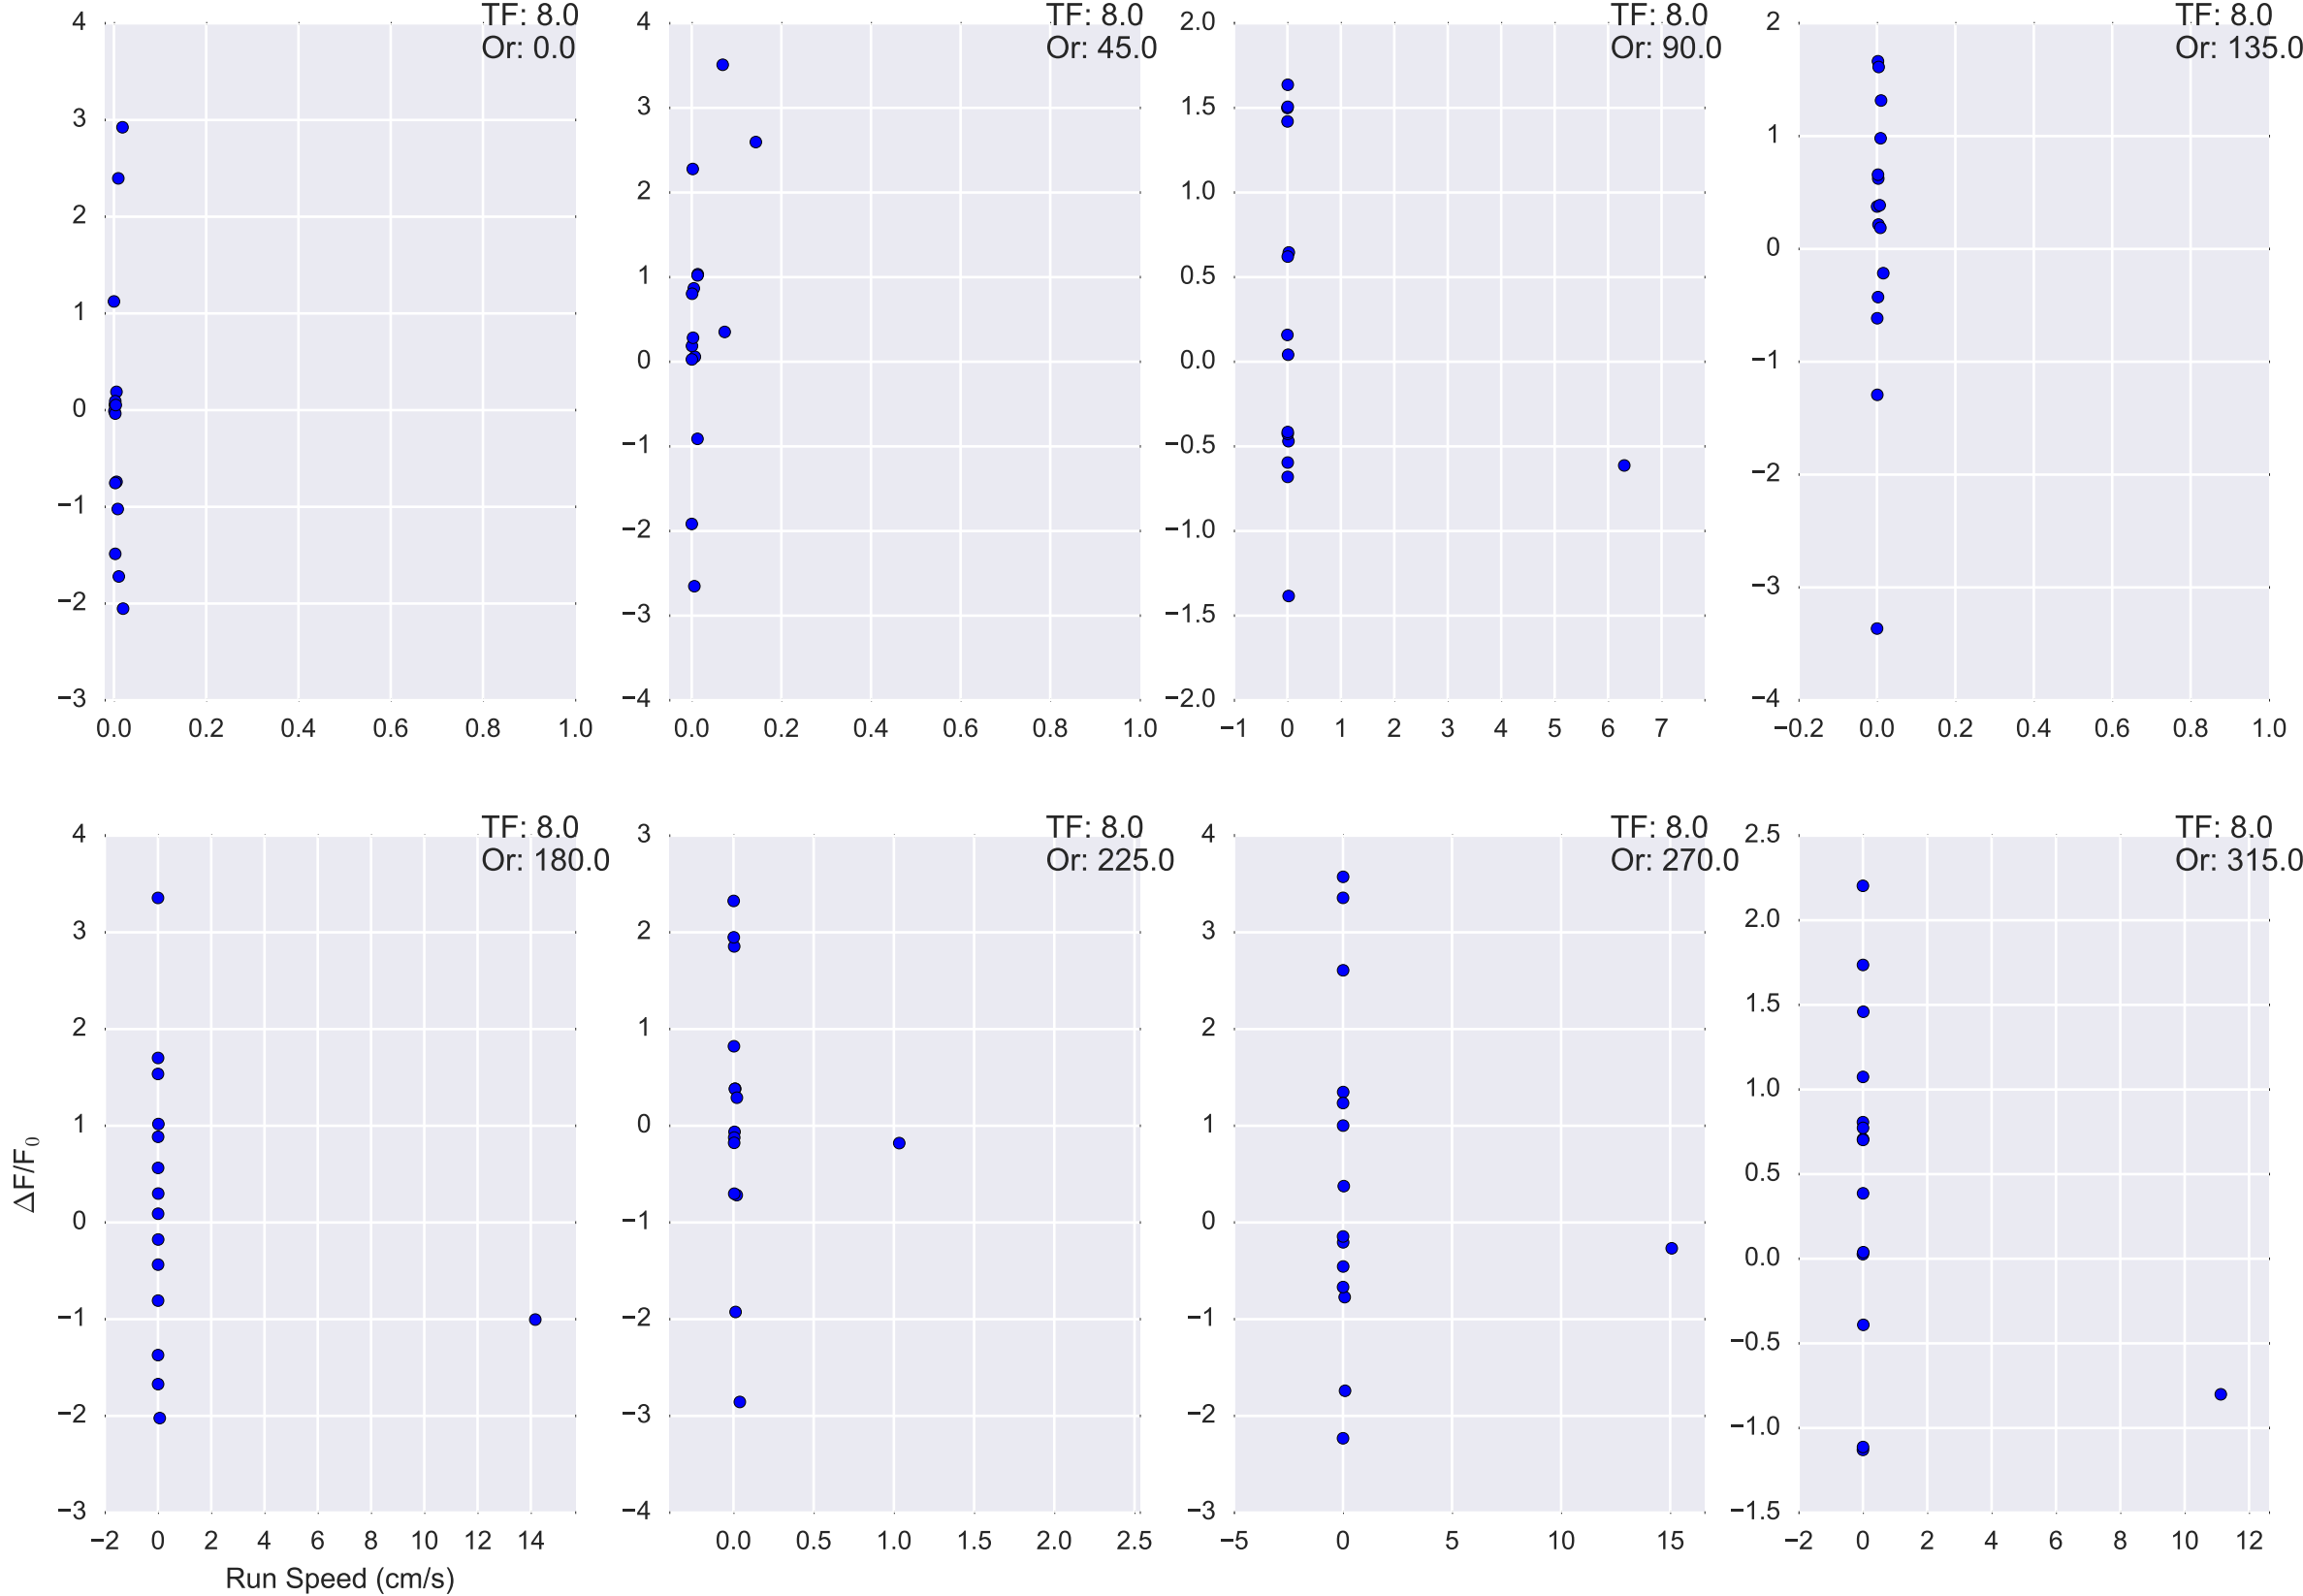 TF: 8.0
Or: 0.0
4
3
2
1
0
−1
−2
−3
0.0 0.2 0.4 0.6 0.8 1.0
TF: 8.0
Or: 45.0
4
3
2
1
0
−1
−2
−3
−4
0.0 0.2 0.4 0.6 0.8 1.0
TF: 8.0
Or: 90.0
2.0
1.5
1.0
0.5
0.0
−0.5
−1.0
−1.5
−2.0
−1 0 1 2 3 4 5 6 7
TF: 8.0
Or: 135.0
2
1
0
−1
−2
−3
−4
−0.2 0.0 0.2 0.4 0.6 0.8 1.0
TF: 8.0
Or: 180.0
4
3
2
1
0
−1
−2
−3
−2 0 2 4 6 8 10 12 14
ΔF/F₀
Run Speed (cm/s)
TF: 8.0
Or: 225.0
3
2
1
0
−1
−2
−3
−4
0.0 0.5 1.0 1.5 2.0 2.5
TF: 8.0
Or: 270.0
4
3
2
1
0
−1
−2
−3
−5 0 5 10 15
TF: 8.0
Or: 315.0
2.5
2.0
1.5
1.0
0.5
0.0
−0.5
−1.0
−1.5
−2 0 2 4 6 8 10 12